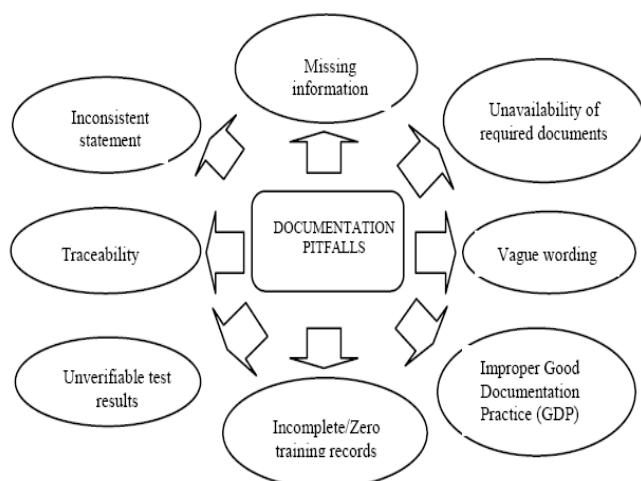 Missing
information
Inconsistent
statement
Unavailability of
required documents
DOCUMENTATION
PITFALLS
Traceability
Vague wording
Unverifiable test
results
Improper Good
Documentation
Practice (GDP)
Incomplete/Zero
training records